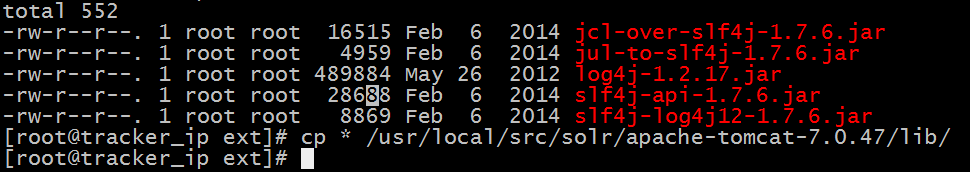 total 552
-rw-r--r--. 1 root root  16515 Feb  6  2014 jcl-over-slf4j-1.7.6.jar
-rw-r--r--. 1 root root   4959 Feb  6  2014 jul-to-slf4j-1.7.6.jar
-rw-r--r--. 1 root root 489884 May 26  2012 log4j-1.2.17.jar
-rw-r--r--. 1 root root  28688 Feb  6  2014 slf4j-api-1.7.6.jar
-rw-r--r--. 1 root root   8869 Feb  6  2014 slf4j-log4j12-1.7.6.jar
[root@tracker_ip ext]# cp * /usr/local/src/solr/apache-tomcat-7.0.47/lib/
[root@tracker_ip ext]#